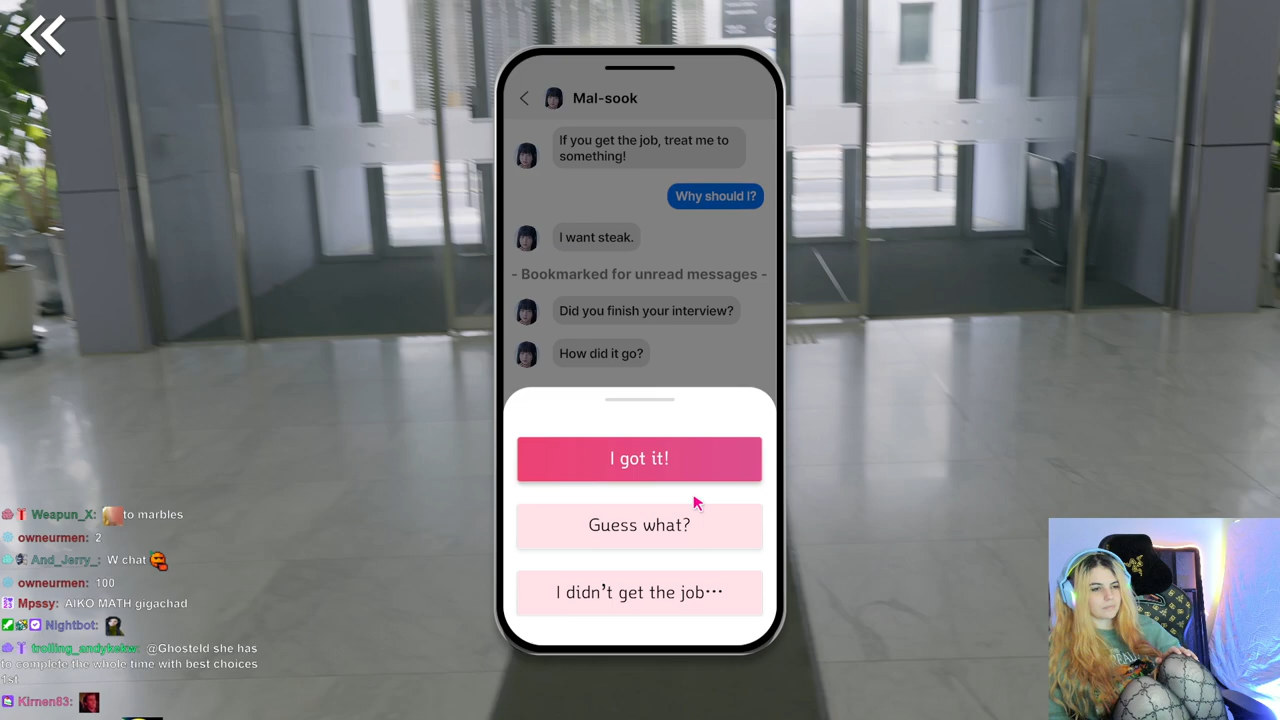 Mal-sook
If you get the job, treat me to
something!
Why should I?
I want steak.
- Bookmarked for unread messages -
Did you finish your interview?
How did it go?
I got it!
Guess what?
I didn't get the job…
Weapun_X: to marbles
owneurmen: 2
And_Jerry_: W chat
owneurmen: 100
Mpssy: AIKO MATH gigachad
Nightbot:
trolling_andykekw: @Ghosteld she has
to complete the whole time with best choices
1st
Kirnen83: